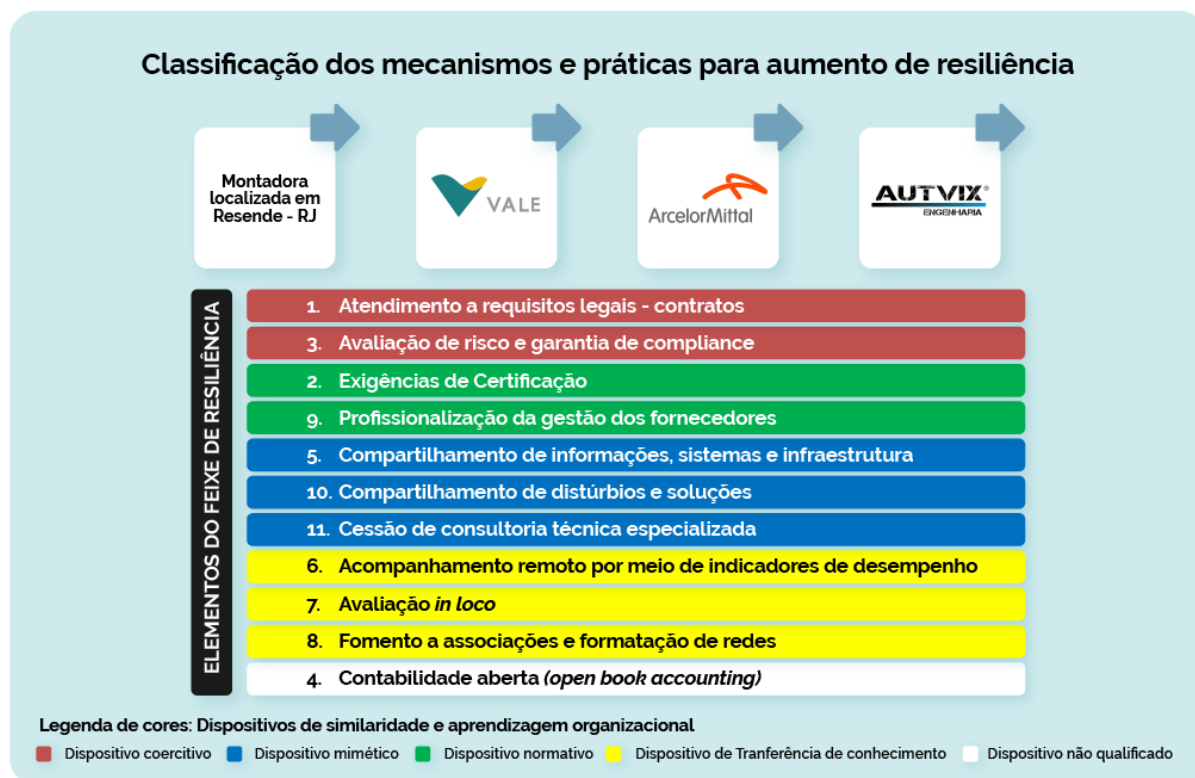 Classificação dos mecanismos e práticas para aumento de resiliência
Montadora
localizada em
Resende - RJ
VALE
ArcelorMittal
AUTVIX®
ENGENHARIA
ELEMENTOS DO FEIXE DE RESILIÊNCIA
1. Atendimento a requisitos legais - contratos
3. Avaliação de risco e garantia de compliance
2. Exigências de Certificação
9. Profissionalização da gestão dos fornecedores
5. Compartilhamento de informações, sistemas e infraestrutura
10. Compartilhamento de distúrbios e soluções
11. Cessão de consultoria técnica especializada
6. Acompanhamento remoto por meio de indicadores de desempenho
7. Avaliação in loco
8. Fomento a associações e formatação de redes
4. Contabilidade aberta (open book accounting)
Legenda de cores: Dispositivos de similaridade e aprendizagem organizacional
Dispositivo coercitivo Dispositivo mimético Dispositivo normativo Dispositivo de Tranferência de conhecimento Dispositivo não qualificado